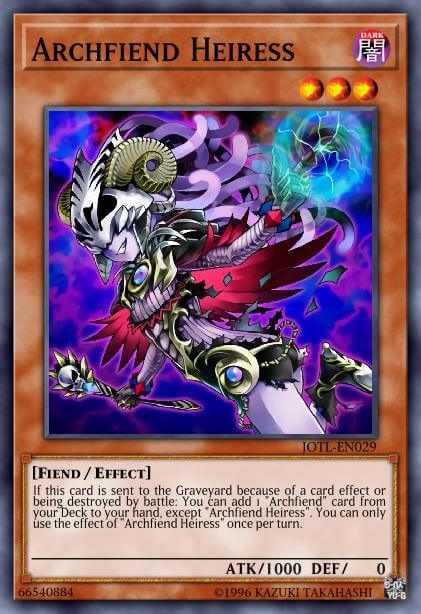 ARCHFIEND HEIRESS
DARK
闇
JOTL-EN029
[FIEND / EFFECT]
If this card is sent to the Graveyard because of a card effect or
being destroyed by battle: You can add 1 "Archfiend" card from
your Deck to your hand, except "Archfiend Heiress". You can only
use the effect of "Archfiend Heiress" once per turn.
ATK/1000 DEF/ 0
66540884
©1996 KAZUKI TAKAHASHI